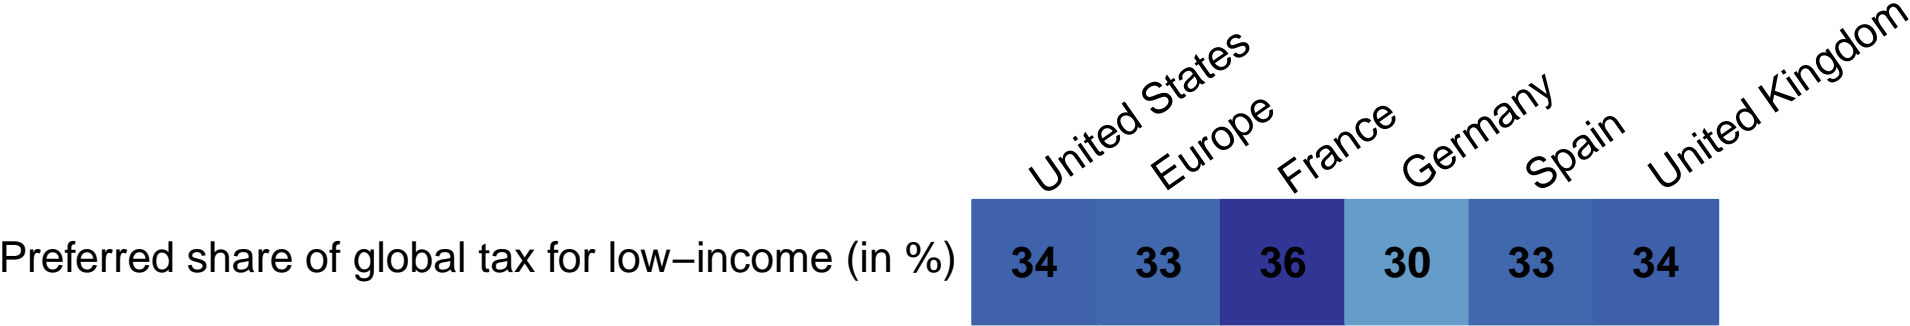 United States
Europe
France
Germany
Spain
United Kingdom
Preferred share of global tax for low−income (in %) 34 33 36 30 33 34